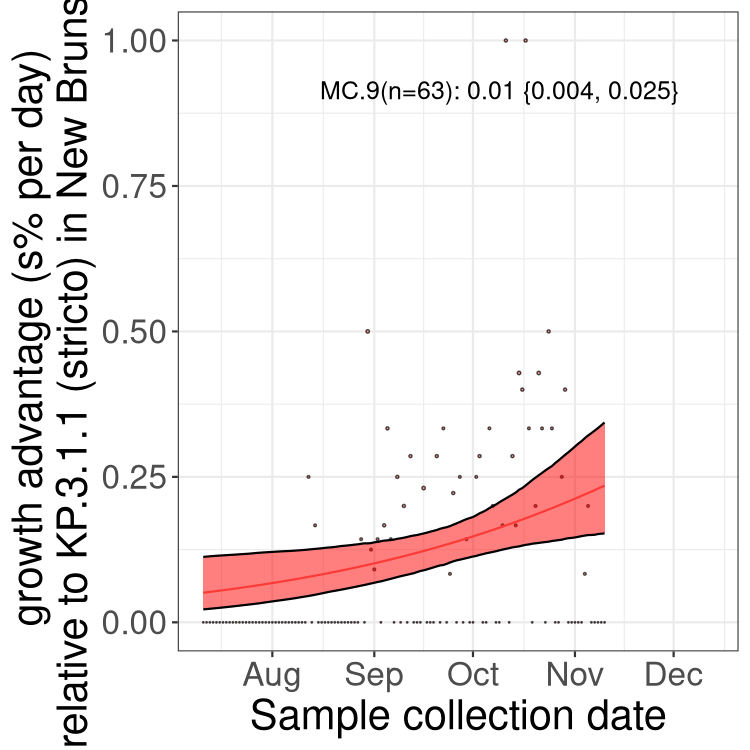 growth advantage (s% per day)
relative to KP.3.1.1 (stricto) in New Bruns
1.00
0.75
0.50
0.25
0.00
MC.9(n=63): 0.01 {0.004, 0.025}
Aug Sep Oct Nov Dec
Sample collection date